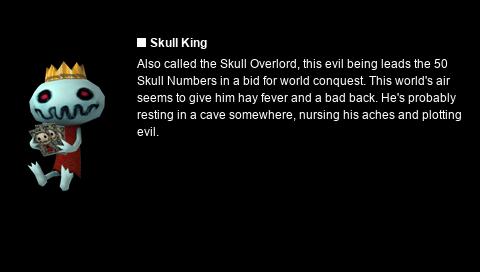 Skull King
Also called the Skull Overlord, this evil being leads the 50
Skull Numbers in a bid for world conquest. This world's air
seems to give him hay fever and a bad back. He's probably
resting in a cave somewhere, nursing his aches and plotting
evil.